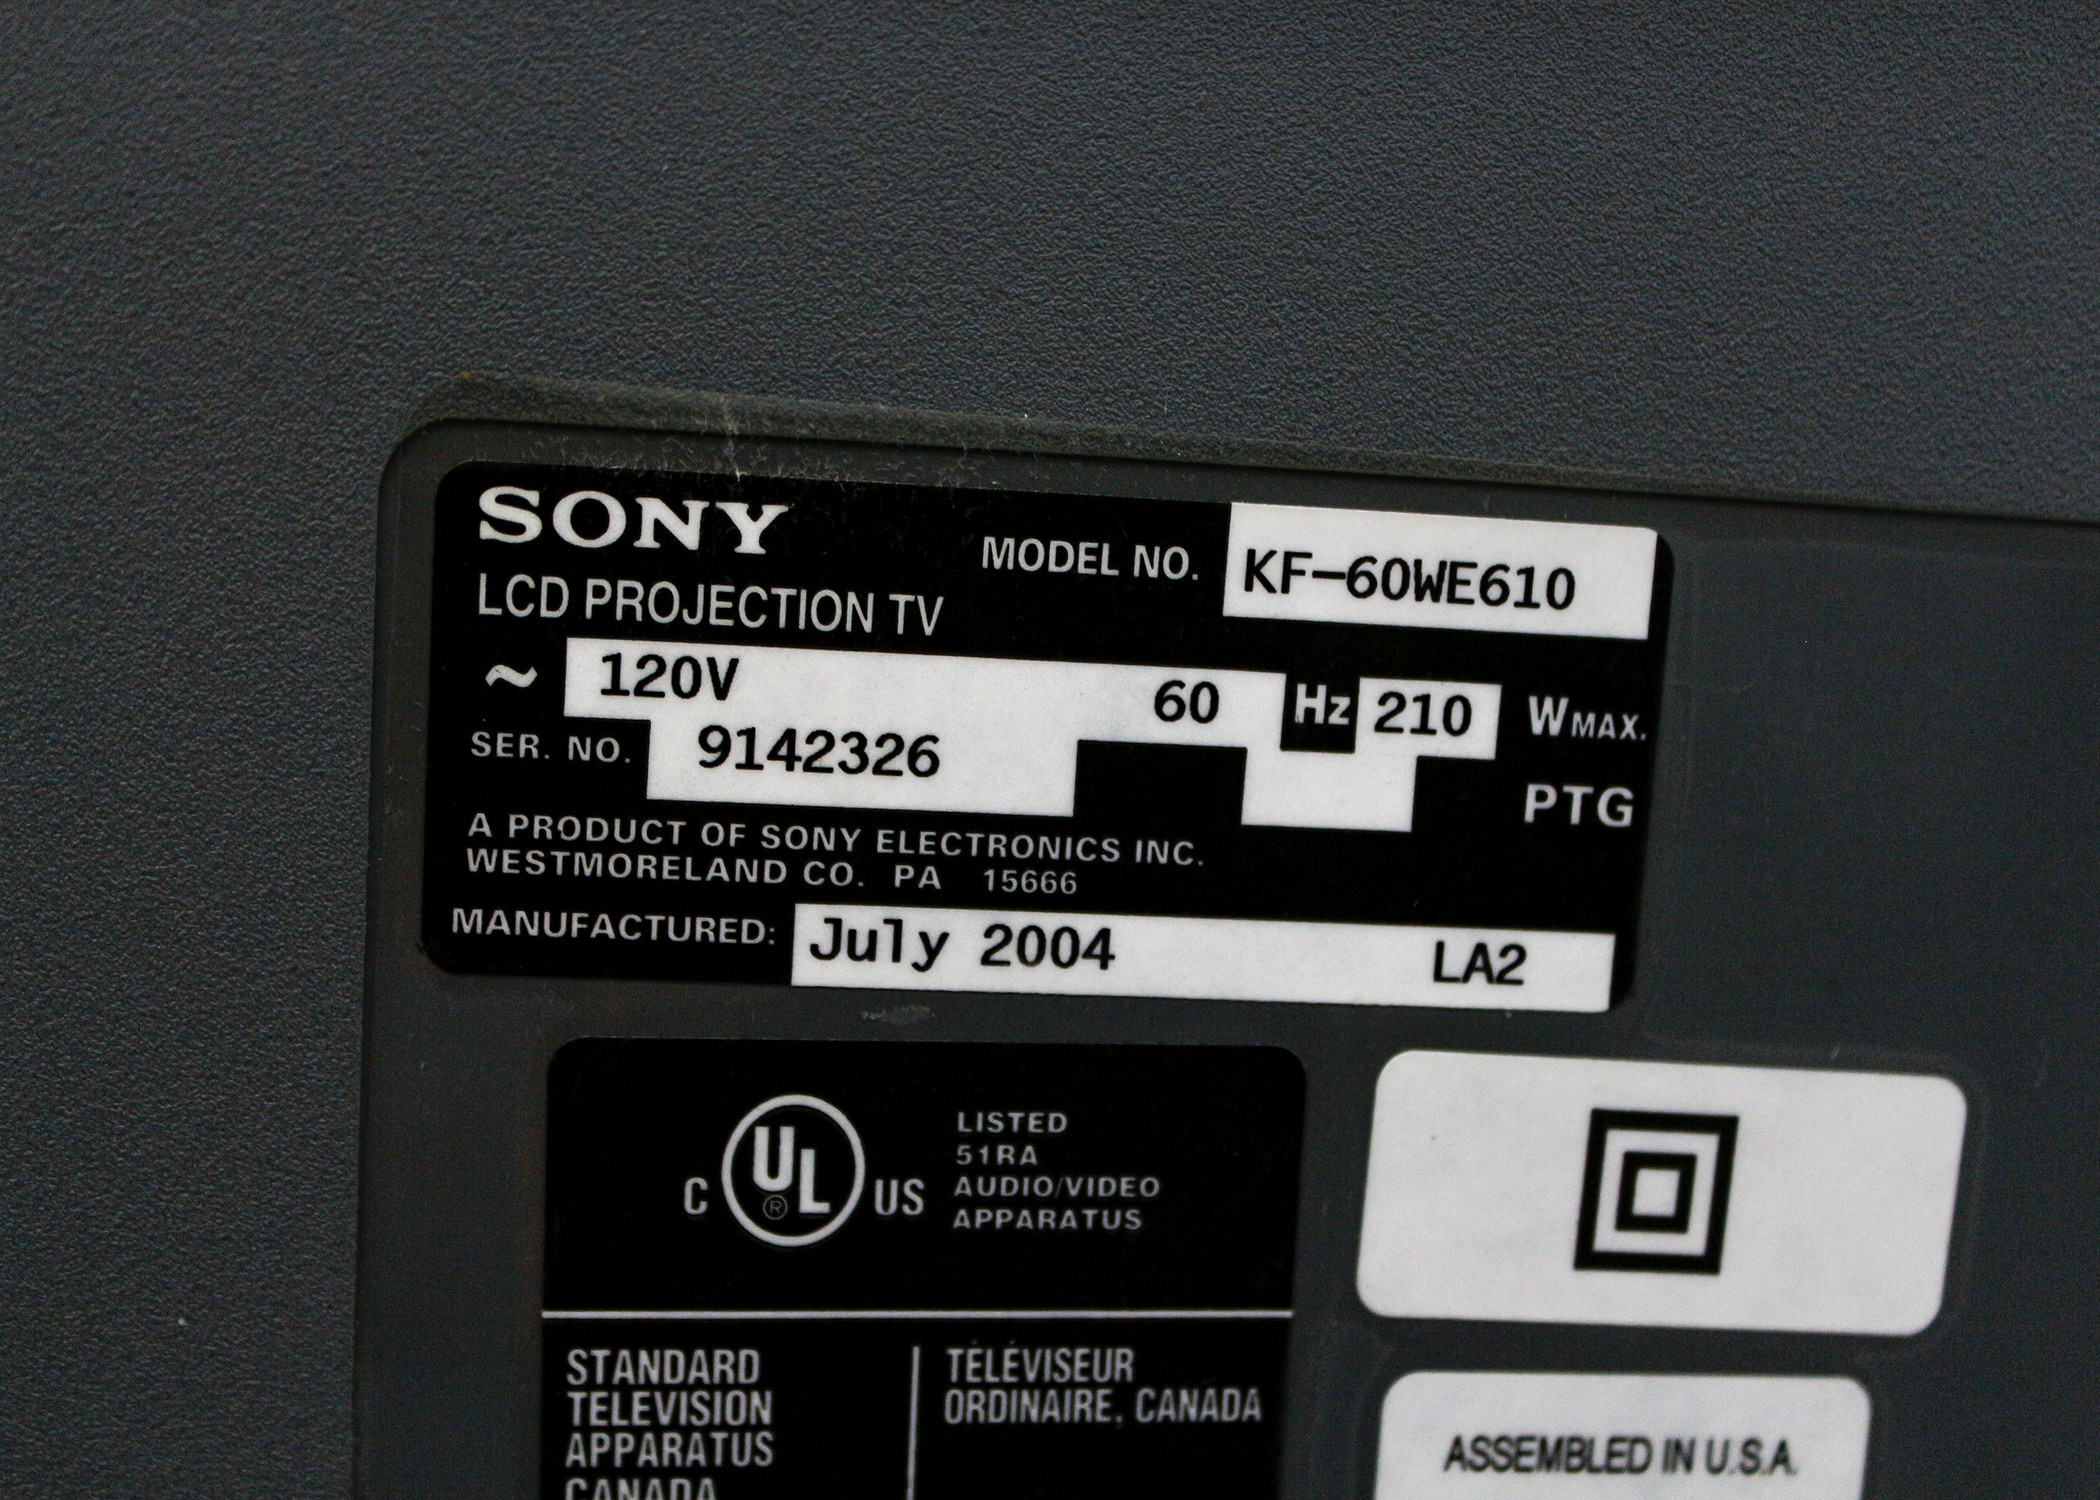 SONY
MODEL NO. KF-60WE610
LCD PROJECTION TV
~ 120V 60 Hz 210 WMAX.
SER. NO. 9142326 PTG
A PRODUCT OF SONY ELECTRONICS INC.
WESTMORELAND CO. PA 15666
MANUFACTURED: July 2004 LA2
C UL® US
LISTED
51RA
AUDIO/VIDEO
APPARATUS
STANDARD
TELEVISION
APPARATUS
CANADA
TÉLÉVISEUR
ORDINAIRE, CANADA
ASSEMBLED IN U.S.A.